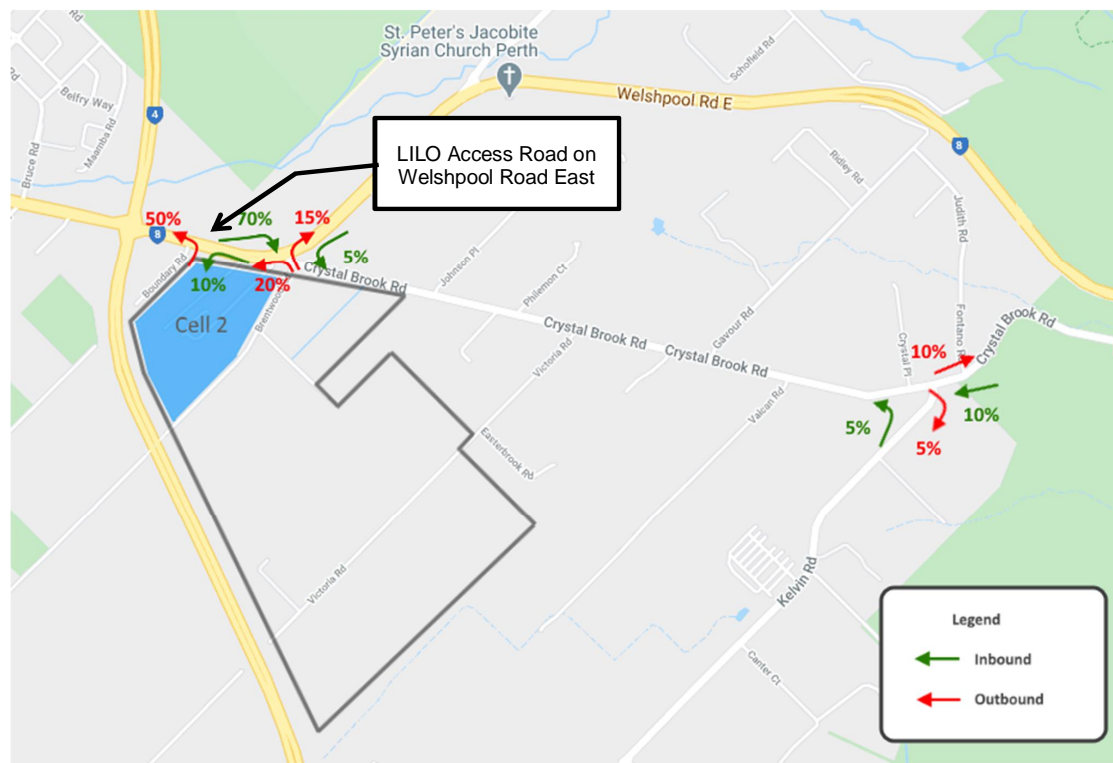 St. Peter's Jacobite
Syrian Church Perth
Schofield Rd
Welshpool Rd E
Belfry Way
4
Maambs Rd
Bruce Rd
8
LILO Access Road on
Welshpool Road East
Ridley Rd
Judith Rd
50%
70%
15%
8
5%
Boundary Rd
10%
20%
Crystal Brook Rd
Johnson Pl
Philemon Ct
Cell 2
Brentwood
Crystal Brook Rd
Crystal Brook Rd
Gavour Rd
Victoria Rd
Crystal Pl
Fontano Rd
Crystal Brook Rd
10%
10%
5%
5%
Valcan Rd
Easterbrook Rd
Victoria Rd
Kelvin Rd
Canter Ct
Legend
Inbound
Outbound